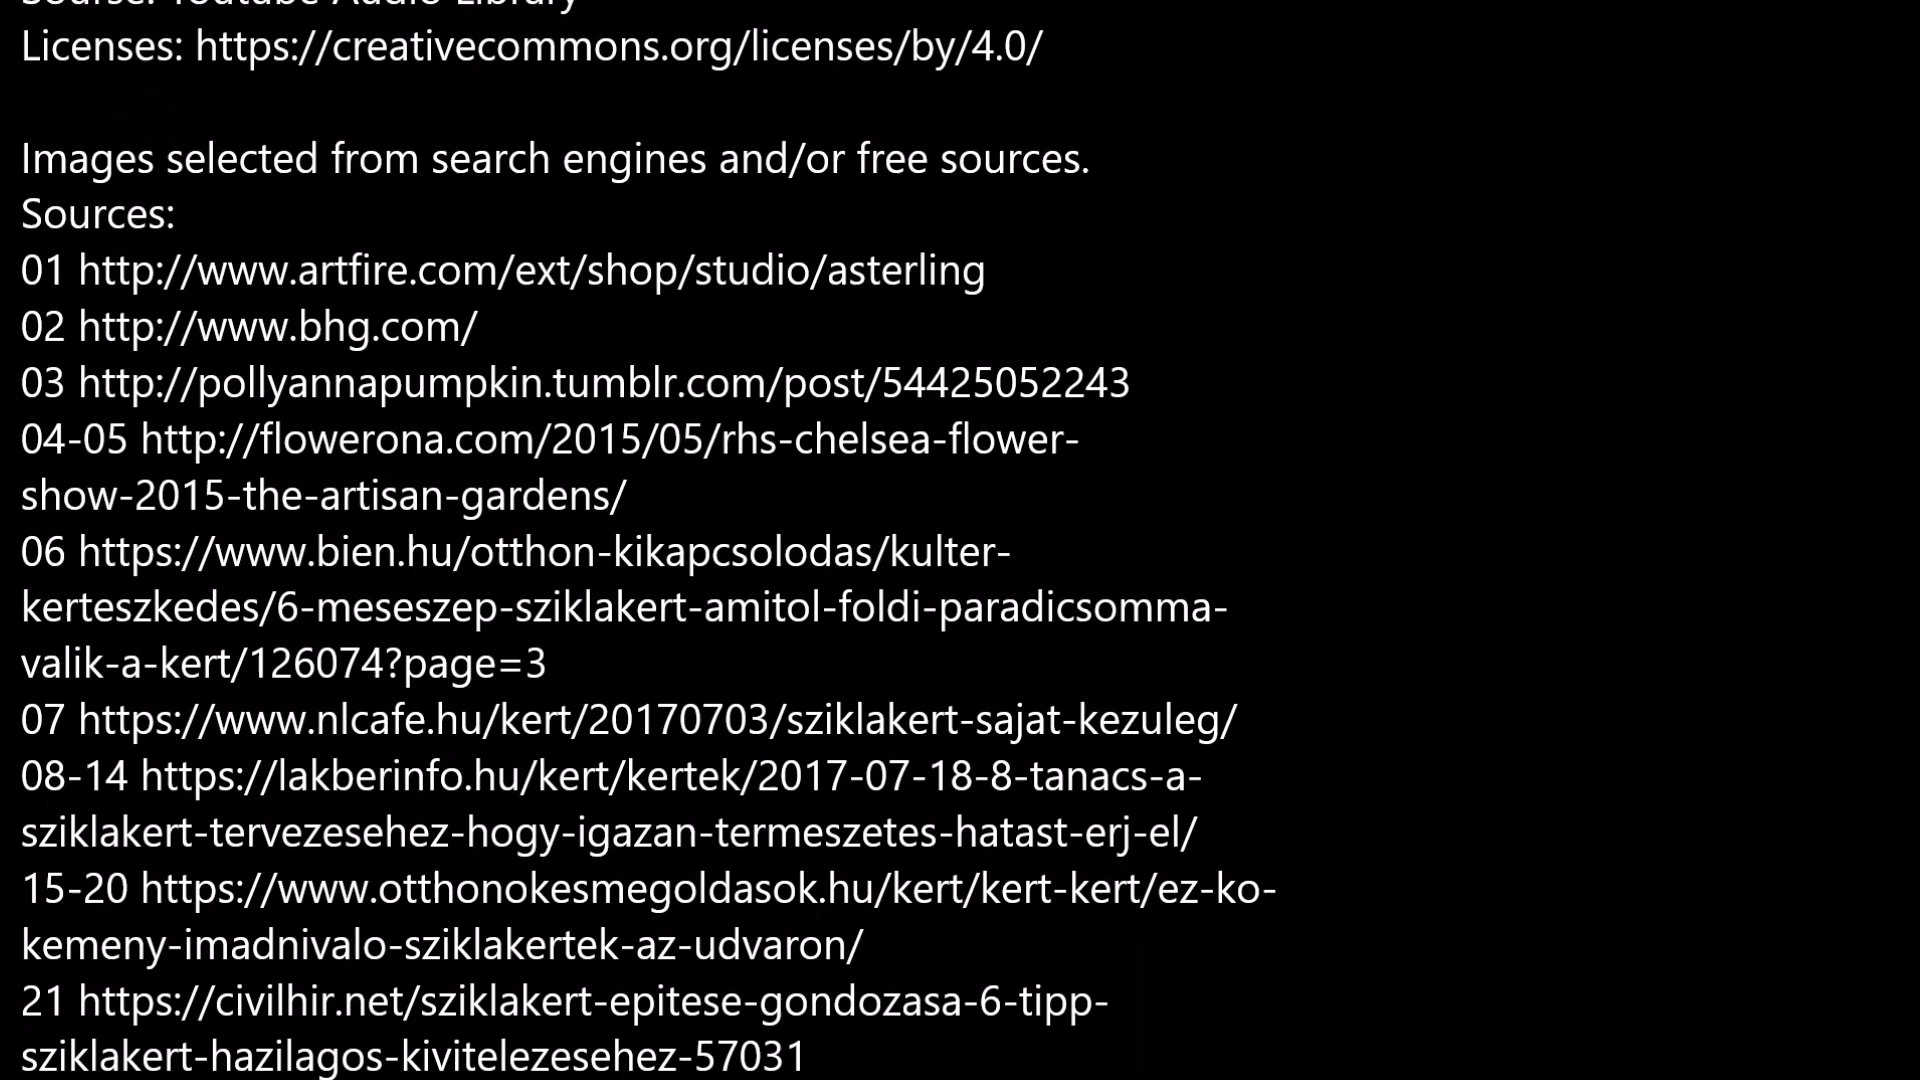 Sourse: Youtube Audio Library
Licenses: https://creativecommons.org/licenses/by/4.0/
Images selected from search engines and/or free sources.
Sources:
01 http://www.artfire.com/ext/shop/studio/asterling
02 http://www.bhg.com/
03 http://pollyannapumpkin.tumblr.com/post/54425052243
04-05 http://flowerona.com/2015/05/rhs-chelsea-flower-
show-2015-the-artisan-gardens/
06 https://www.bien.hu/otthon-kikapcsolodas/kulter-
kerteszkedes/6-meseszep-sziklakert-amitol-foldi-paradicsomma-
valik-a-kert/126074?page=3
07 https://www.nlcafe.hu/kert/20170703/sziklakert-sajat-kezuleg/
08-14 https://lakberinfo.hu/kert/kertek/2017-07-18-8-tanacs-a-
sziklakert-tervezesehez-hogy-igazan-termeszetes-hatast-erj-el/
15-20 https://www.otthonokesmegoldasok.hu/kert/kert-kert/ez-ko-
kemeny-imadnivalo-sziklakertek-az-udvaron/
21 https://civilhir.net/sziklakert-epitese-gondozasa-6-tipp-
sziklakert-hazilagos-kivitelezesehez-57031